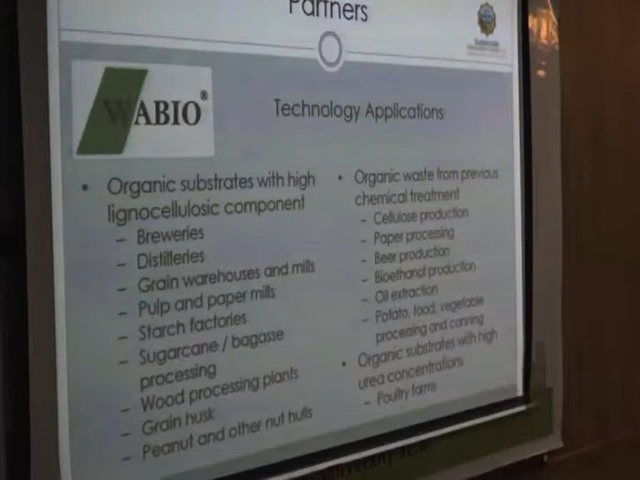 Partners
WABIO®
Technology Applications
• Organic substrates with high
lignocellulosic component
– Breweries
– Distilleries
– Grain warehouses and mills
– Pulp and paper mills
– Starch factories
– Sugarcane / bagasse
processing
– Wood processing plants
– Grain husk
– Peanut and other nut hulls
• Organic waste from previous
chemical treatment
– Cellulose production
– Paper processing
– Beer production
– Bioethanol production
– Oil extraction
– Potato, food, vegetable
processing and canning
• Organic substrates with high
urea concentrations
– Poultry farms